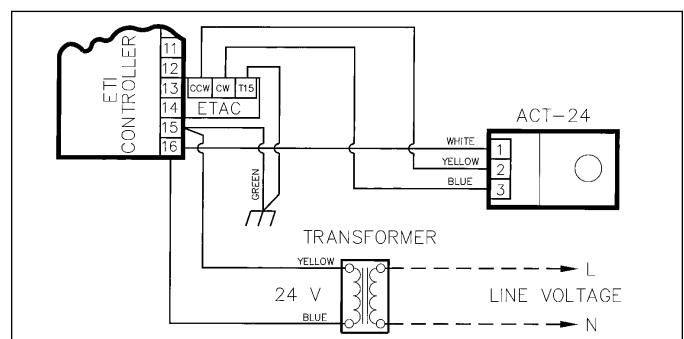 ETI
CONTROLLER
11
12
13
14
15
16
CCW CW T15
ETAC
ACT-24
WHITE 1
YELLOW 2
BLUE 3
GREEN
TRANSFORMER
YELLOW
24 V
BLUE
L
LINE VOLTAGE
N